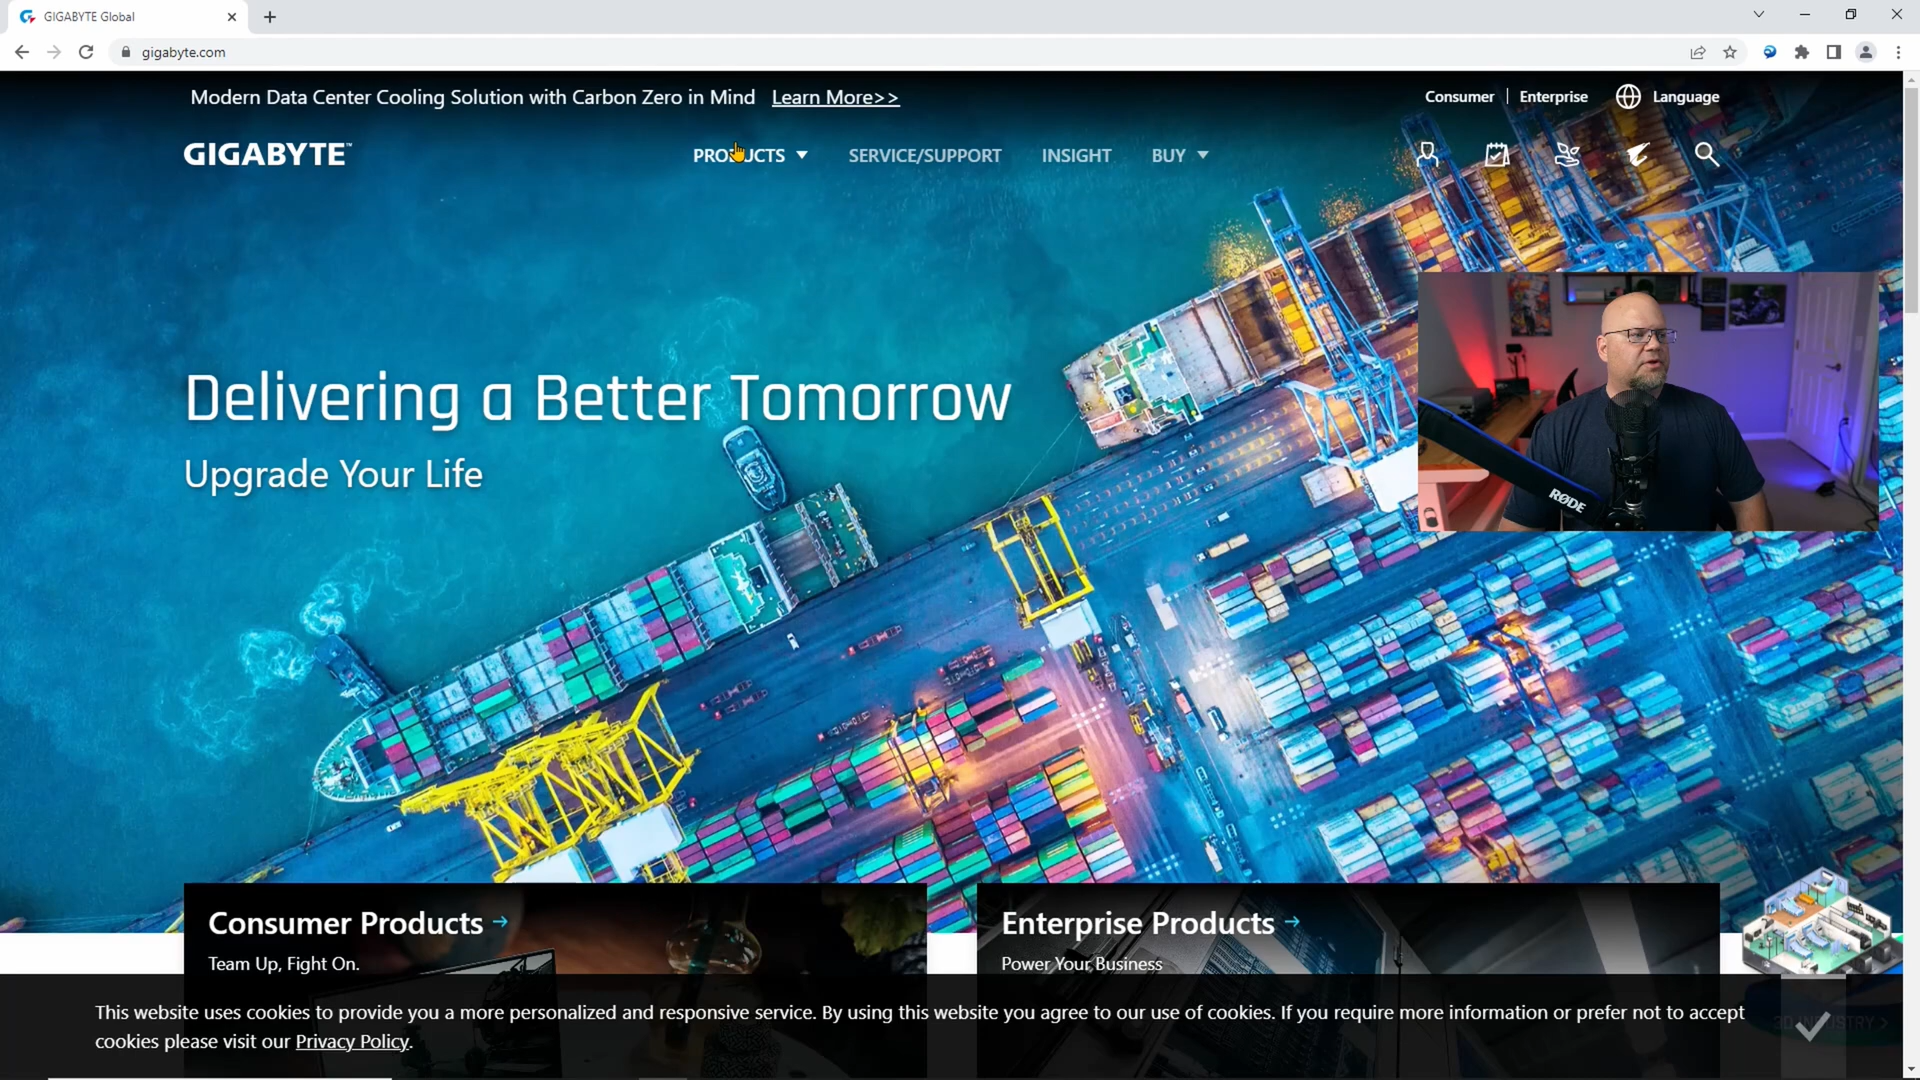 GIGABYTE Global
gigabyte.com
Modern Data Center Cooling Solution with Carbon Zero in Mind Learn More>>
Consumer | Enterprise Language
GIGABYTE™
PRODUCTS SERVICE/SUPPORT INSIGHT BUY
Delivering a Better Tomorrow
Upgrade Your Life
RØDE
Consumer Products →
Team Up, Fight On.
Enterprise Products →
Power Your Business
This website uses cookies to provide you a more personalized and responsive service. By using this website you agree to our use of cookies. If you require more information or prefer not to accept
cookies please visit our Privacy Policy.
3D INDUSTRY >